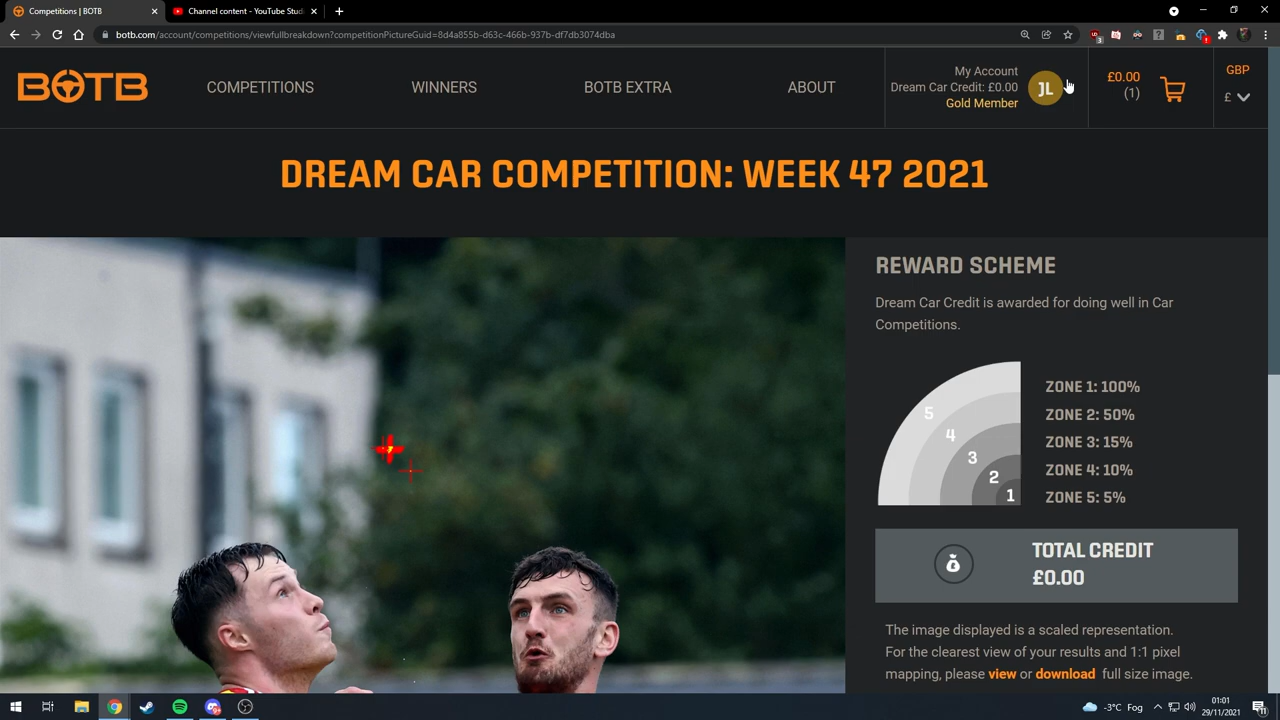 Competitions | BOTB
Channel content - YouTube Stud
botb.com/account/competitions/viewfullbreakdown?competitionPictureGuid=8d4a855b-d63c-466b-937b-df7db3074dba
BOTB
COMPETITIONS
WINNERS
BOTB EXTRA
ABOUT
My Account
Dream Car Credit: £0.00
Gold Member
JL
£0.00
(1)
GBP
£
DREAM CAR COMPETITION: WEEK 47 2021
REWARD SCHEME
Dream Car Credit is awarded for doing well in Car
Competitions.
5
4
3
2
1
ZONE 1: 100%
ZONE 2: 50%
ZONE 3: 15%
ZONE 4: 10%
ZONE 5: 5%
TOTAL CREDIT
£0.00
The image displayed is a scaled representation.
For the clearest view of your results and 1:1 pixel
mapping, please view or download full size image.
-3°C Fog
01:01
29/11/2021